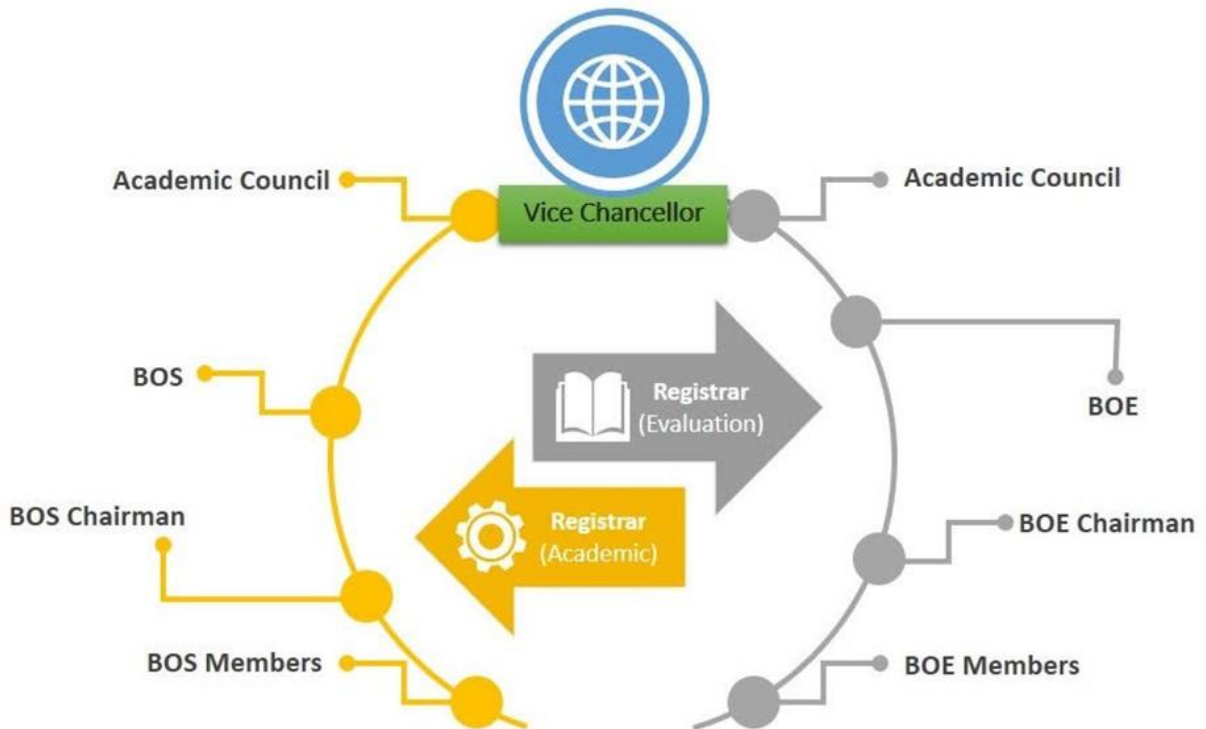 Academic Council
Vice Chancellor
Academic Council
BOS
Registrar
(Evaluation)
BOE
BOS Chairman
Registrar
(Academic)
BOE Chairman
BOS Members
BOE Members